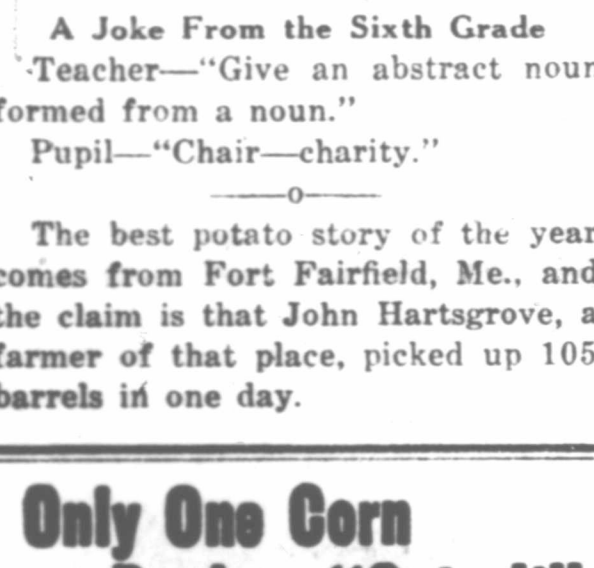 A Joke From the Sixth Grade
Teacher—"Give an abstract noun
formed from a noun."
Pupil—"Chair—charity."
—o—
The best potato story of the year
comes from Fort Fairfield, Me., and
the claim is that John Hartsgrove, a
farmer of that place, picked up 105
barrels in one day.
Only One Corn